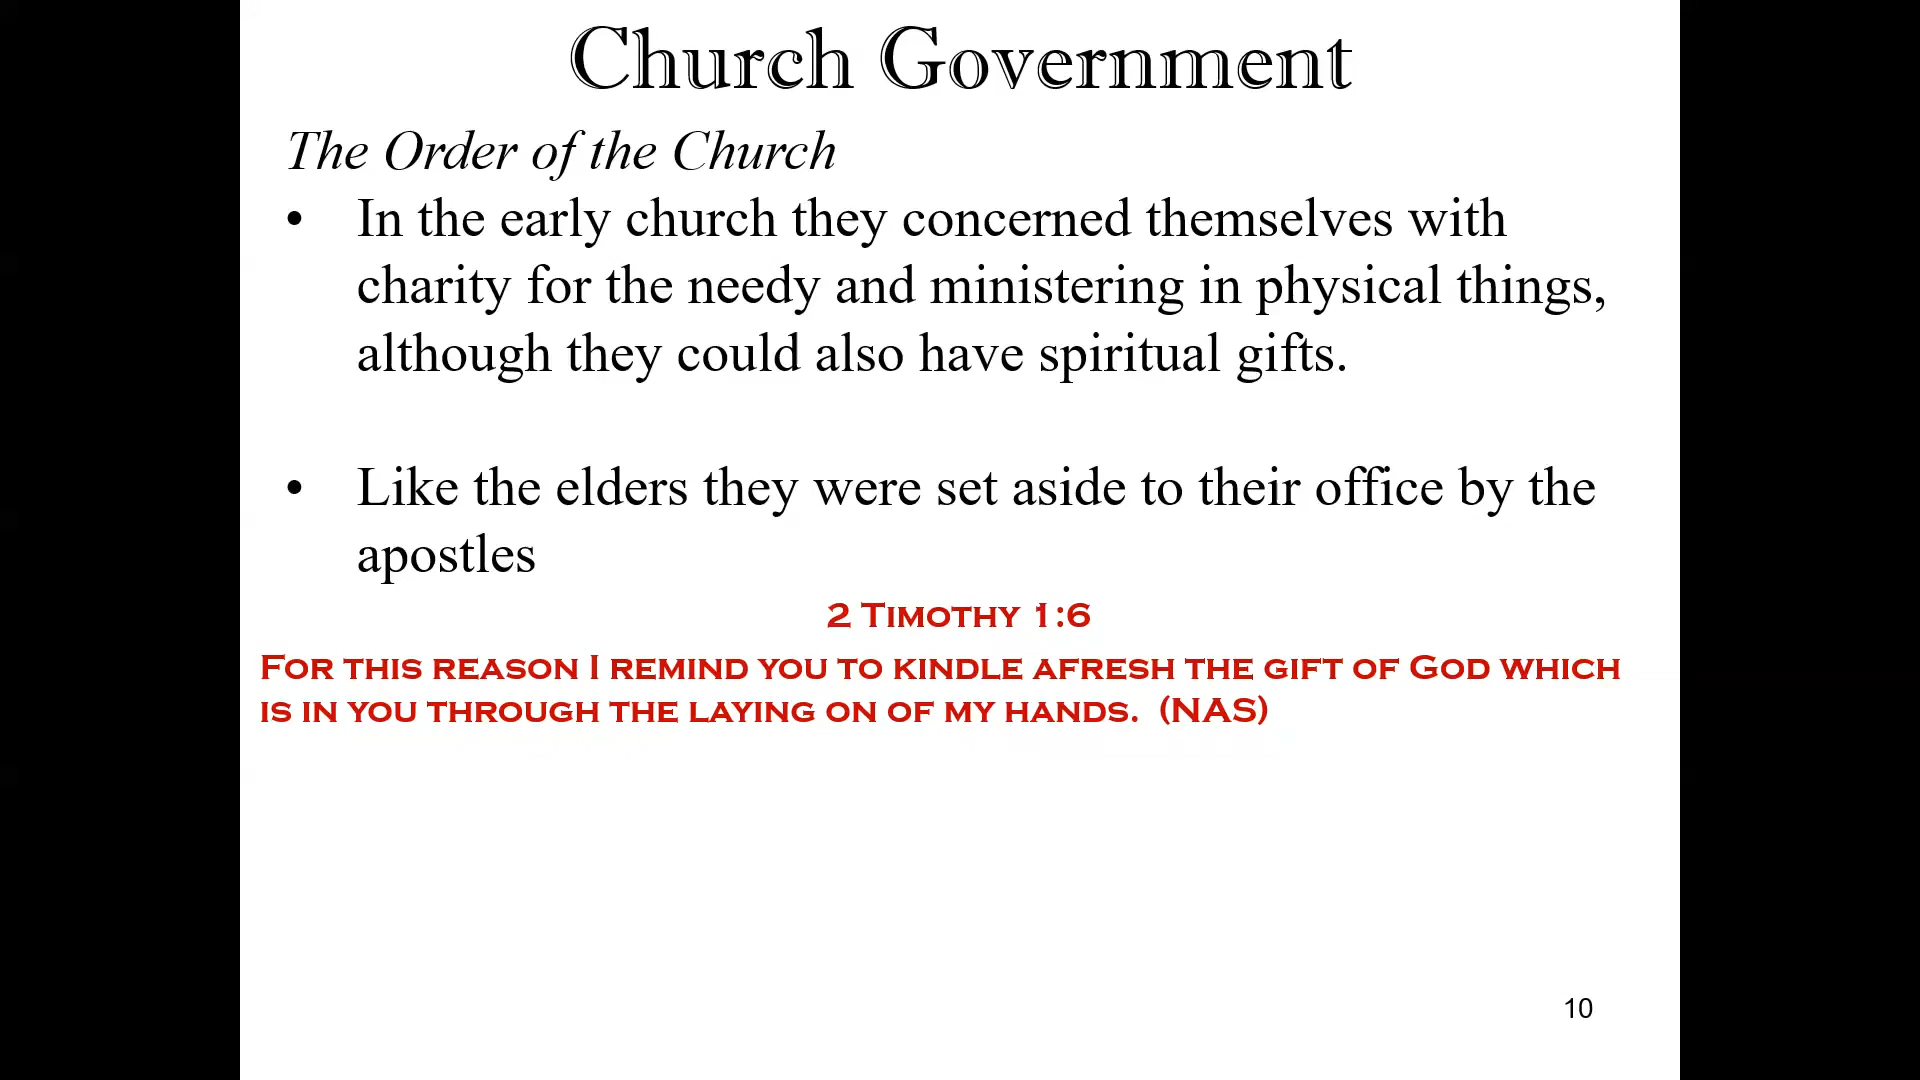 Church Government
The Order of the Church
• In the early church they concerned themselves with
charity for the needy and ministering in physical things,
although they could also have spiritual gifts.
• Like the elders they were set aside to their office by the
apostles
2 Timothy 1:6
For this reason I remind you to kindle afresh the gift of God which
is in you through the laying on of my hands. (NAS)
10